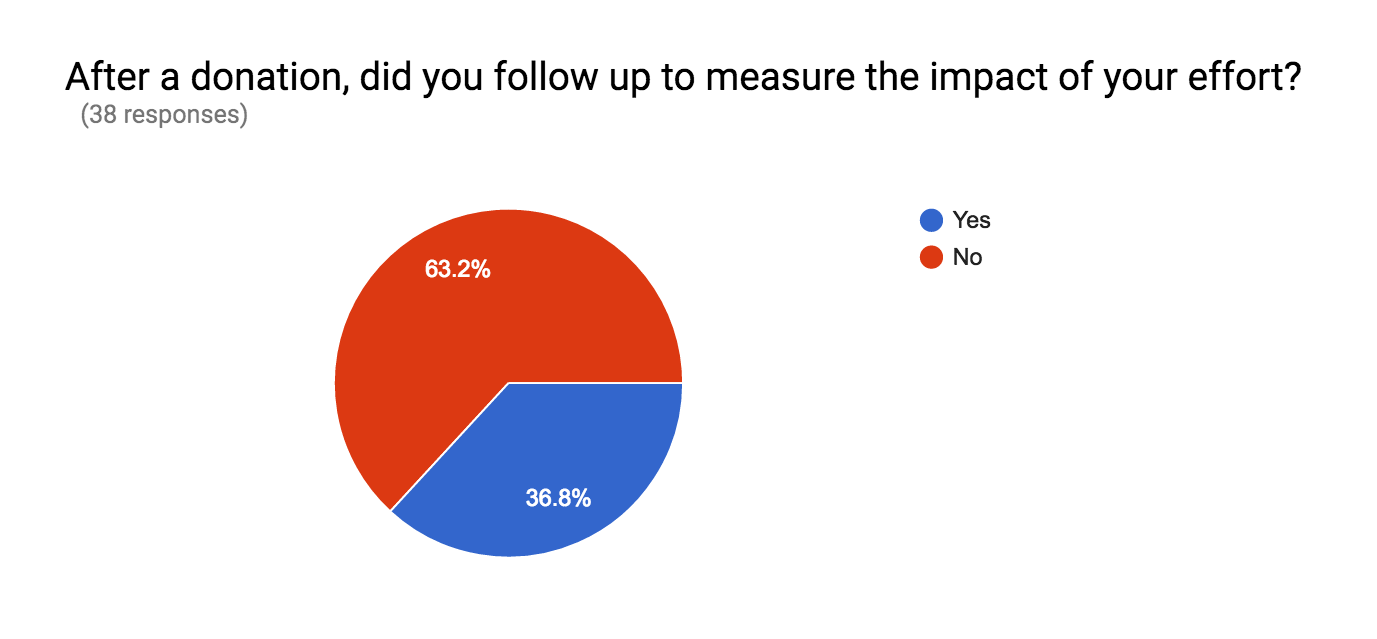 After a donation, did you follow up to measure the impact of your effort?
(38 responses)
Yes
No
63.2%
36.8%